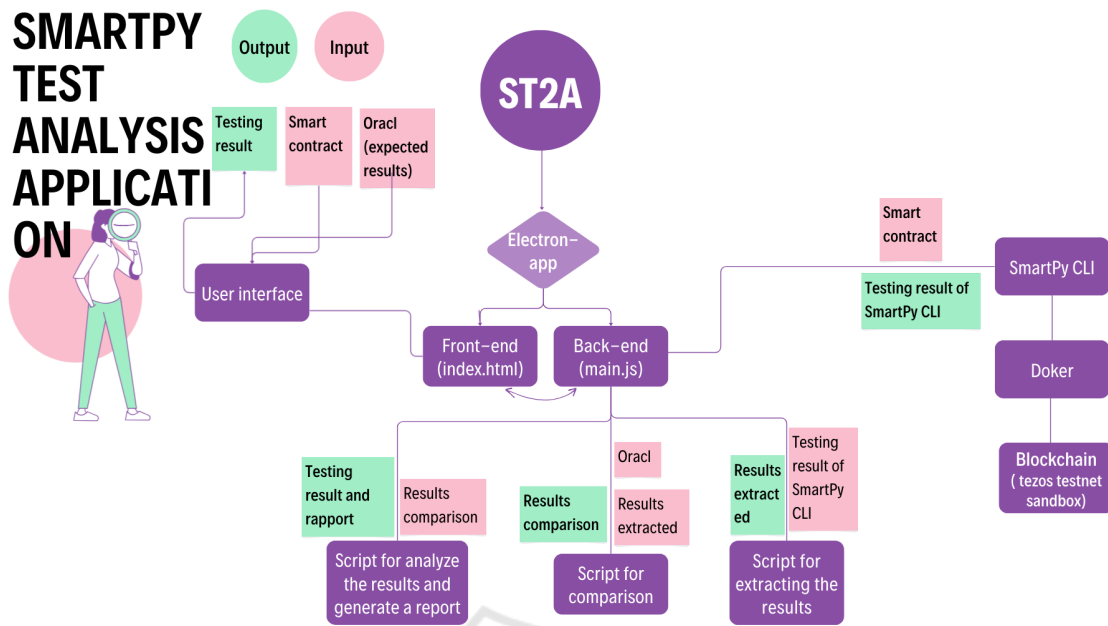 SMARTPY
TEST
ANALYSIS
APPLICATI
ON
Output
Input
ST2A
Testing
result
Smart
contract
Oracl
(expected
results)
Electron-
app
User interface
Front-end
(index.html)
Back-end
(main.js)
Smart
contract
Testing result of
SmartPy CLI
SmartPy CLI
Doker
Blockchain
( tezos testnet
sandbox)
Testing
result and
rapport
Results
comparison
Script for analyze
the results and
generate a report
Oracl
Results
comparison
Results
extracted
Script for
comparison
Results
extract
ed
Testing
result of
SmartPy
CLI
Script for
extracting the
results